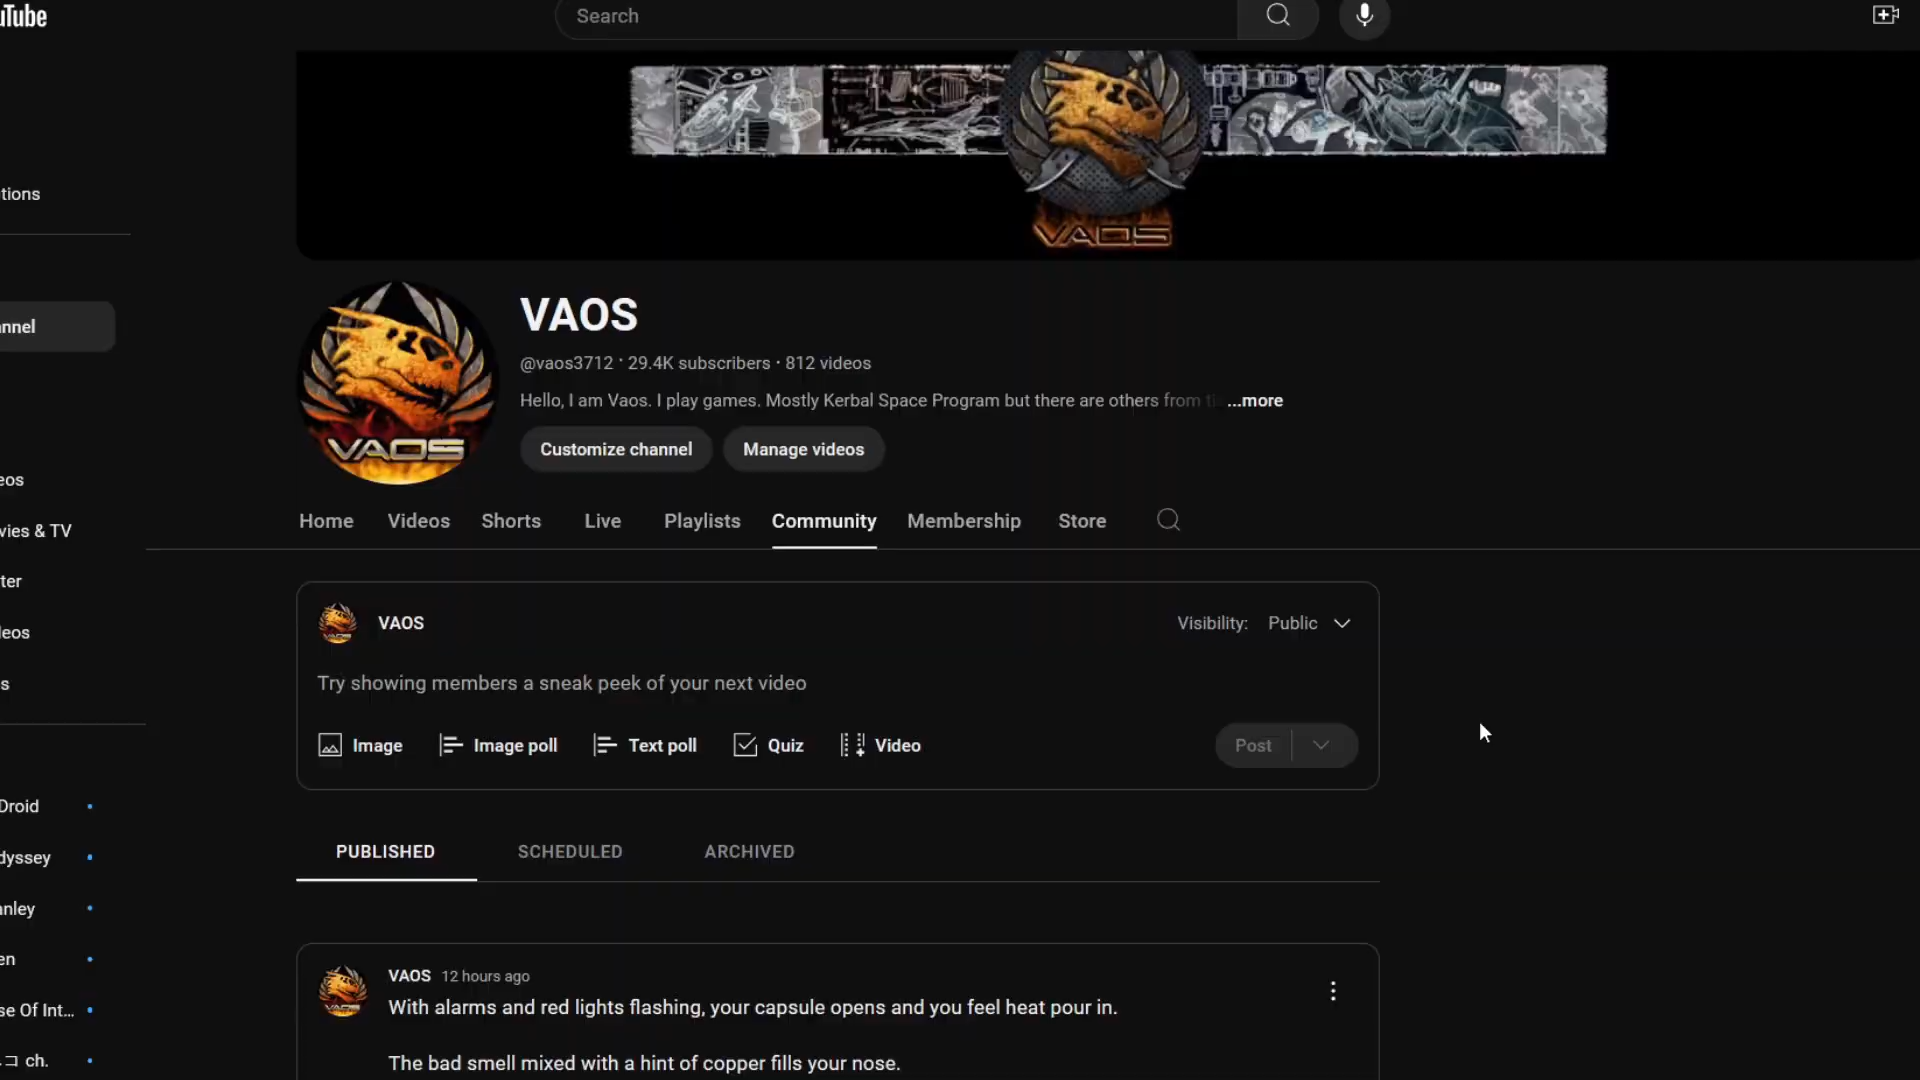 uTube
Search
VAOS
tions
nnel
VAOS
VAOS
@vaos3712 · 29.4K subscribers · 812 videos
Hello, I am Vaos. I play games. Mostly Kerbal Space Program but there are others from ...more
Customize channel Manage videos
eos
Home Videos Shorts Live Playlists Community Membership Store
vies & TV
ter
VAOS Visibility: Public
leos
Try showing members a sneak peek of your next video
s
Image Image poll Text poll Quiz Video Post
Droid
PUBLISHED SCHEDULED ARCHIVED
dyssey
anley
en
VAOS 12 hours ago
With alarms and red lights flashing, your capsule opens and you feel heat pour in.
se Of Int...
The bad smell mixed with a hint of copper fills your nose.
コ ch.